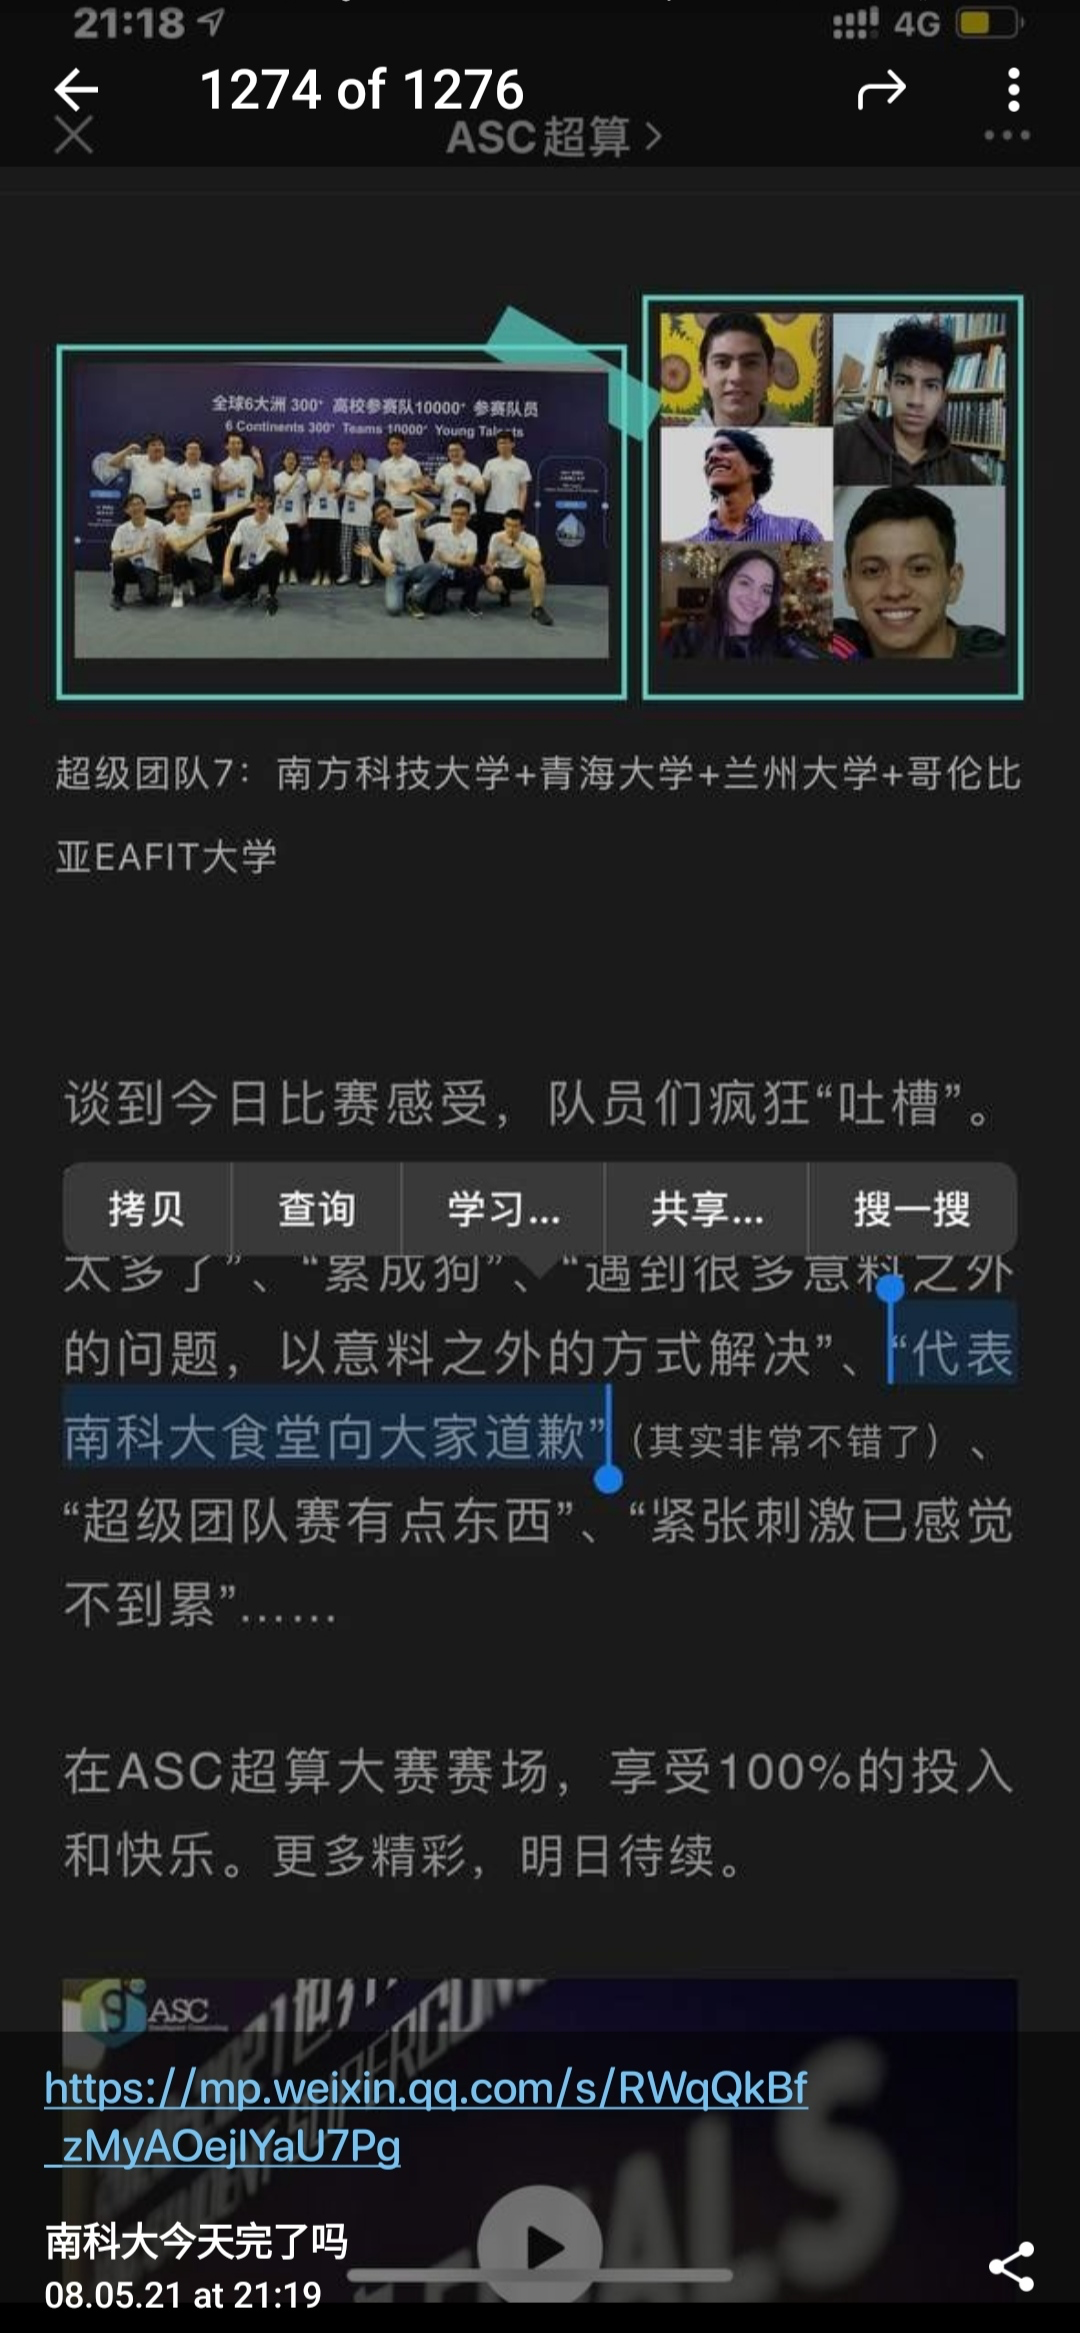 21:18
4G
1274 of 1276
ASC超算
全球6大洲 300+ 高校参赛队10000+ 参赛队员
6 Continents 300+ Teams 10000+ Young Talents
超级团队7：南方科技大学+青海大学+兰州大学+哥伦比
亚EAFIT大学
谈到今日比赛感受，队员们疯狂“吐槽”。
拷贝 查询 学习... 共享... 搜一搜
太多了”、“累成狗”、“遇到很多意料之外
的问题，以意料之外的方式解决”、“代表
南科大食堂向大家道歉”（其实非常不错了）、
“超级团队赛有点东西”、“紧张刺激已感觉
不到累”……
在ASC超算大赛赛场，享受100%的投入
和快乐。更多精彩，明日待续。
ASC
https://mp.weixin.qq.com/s/RWqQkBf
_zMyAOejIYaU7Pg
南科大今天完了吗
08.05.21 at 21:19